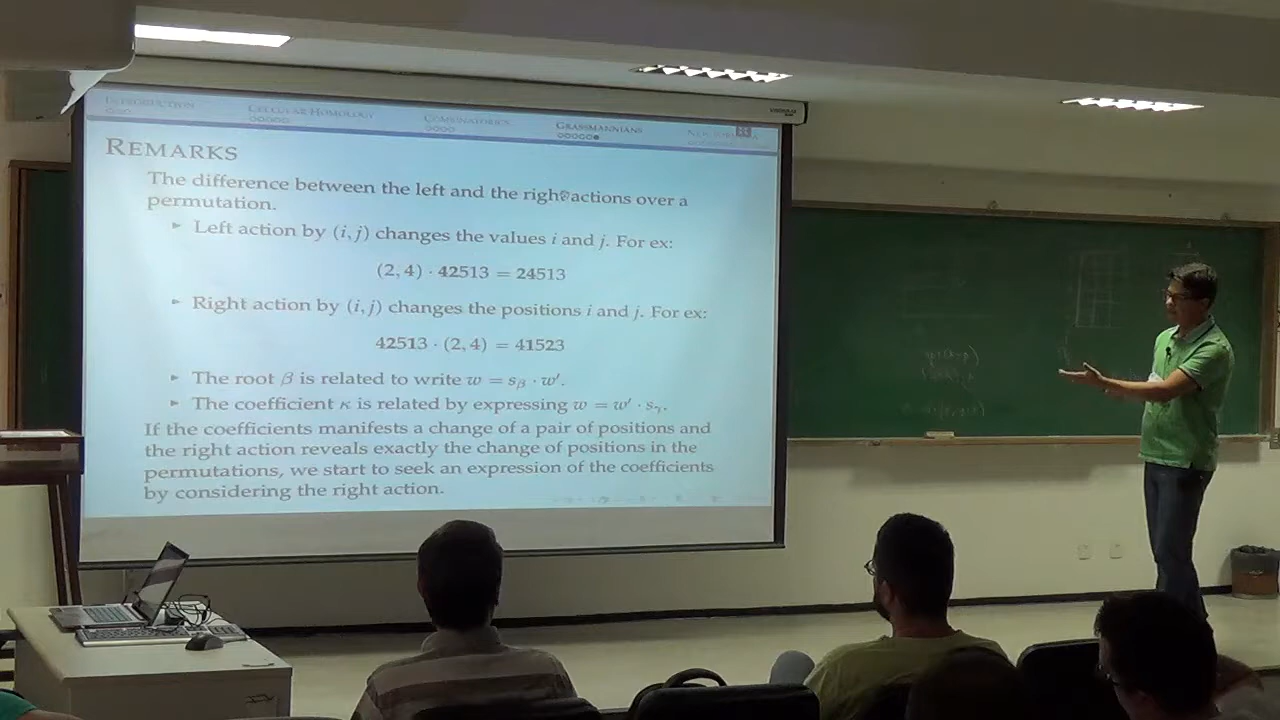 INTRODUCTION CELLULAR HOMOLOGY COMBINATORICS GRASSMANNIANS
REMARKS
The difference between the left and the right actions over a
permutation.
► Left action by (i, j) changes the values i and j. For ex:
(2, 4) · 42513 = 24513
► Right action by (i, j) changes the positions i and j. For ex:
42513 · (2, 4) = 41523
► The root β is related to write w = sβ · w′.
► The coefficient κ is related by expressing w = w′ · sγ.
If the coefficients manifests a change of a pair of positions and
the right action reveals exactly the change of positions in the
permutations, we start to seek an expression of the coefficients
by considering the right action.